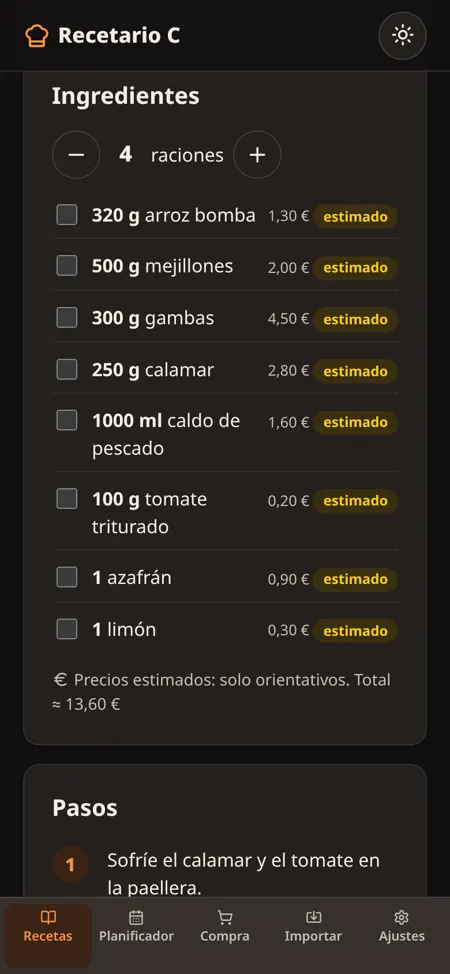 Recetario C
Ingredientes
4 raciones
320 g arroz bomba 1,30 € estimado
500 g mejillones 2,00 € estimado
300 g gambas 4,50 € estimado
250 g calamar 2,80 € estimado
1000 ml caldo de 1,60 € estimado
pescado
100 g tomate 0,20 € estimado
triturado
1 azafrán 0,90 € estimado
1 limón 0,30 € estimado
€ Precios estimados: solo orientativos. Total
≈ 13,60 €
Pasos
1 Sofríe el calamar y el tomate en
la paellera.
Recetas Planificador Compra Importar Ajustes